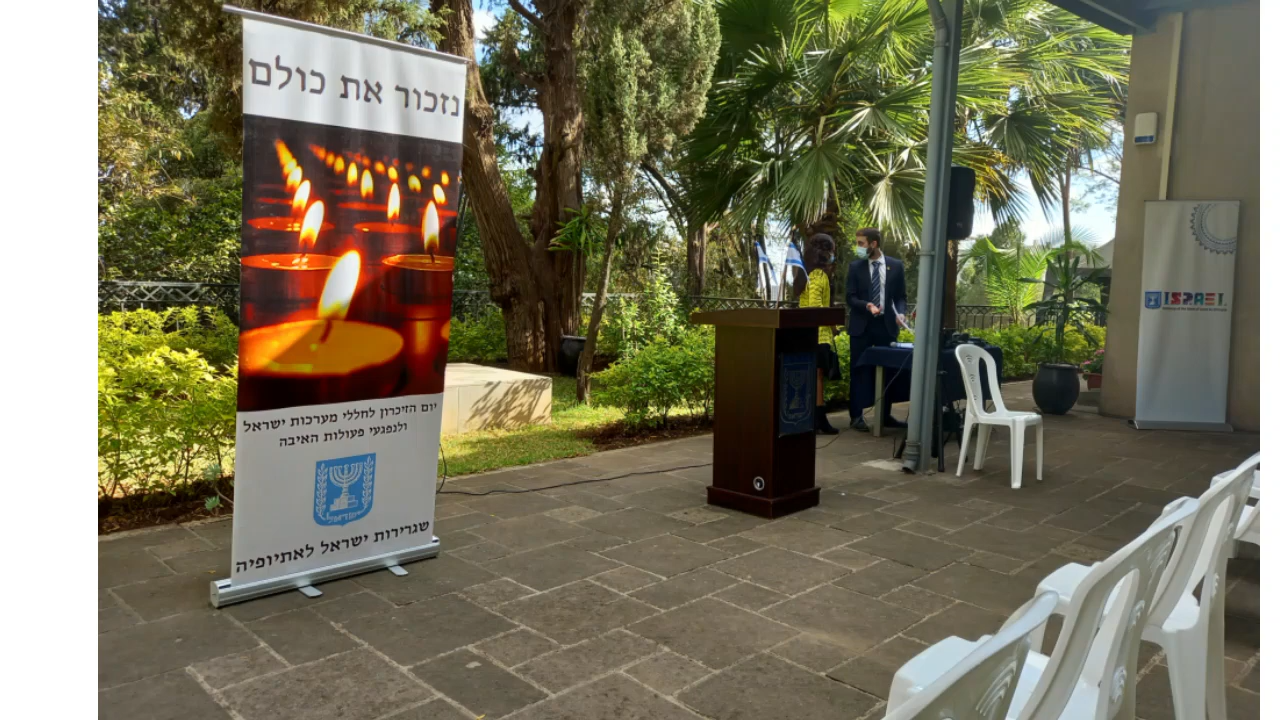 נזכור את כולם
יום הזיכרון לחללי מערכות ישראל
ולנפגעי פעולות האיבה
שגרירות ישראל לאתיופיה
ISRAEL